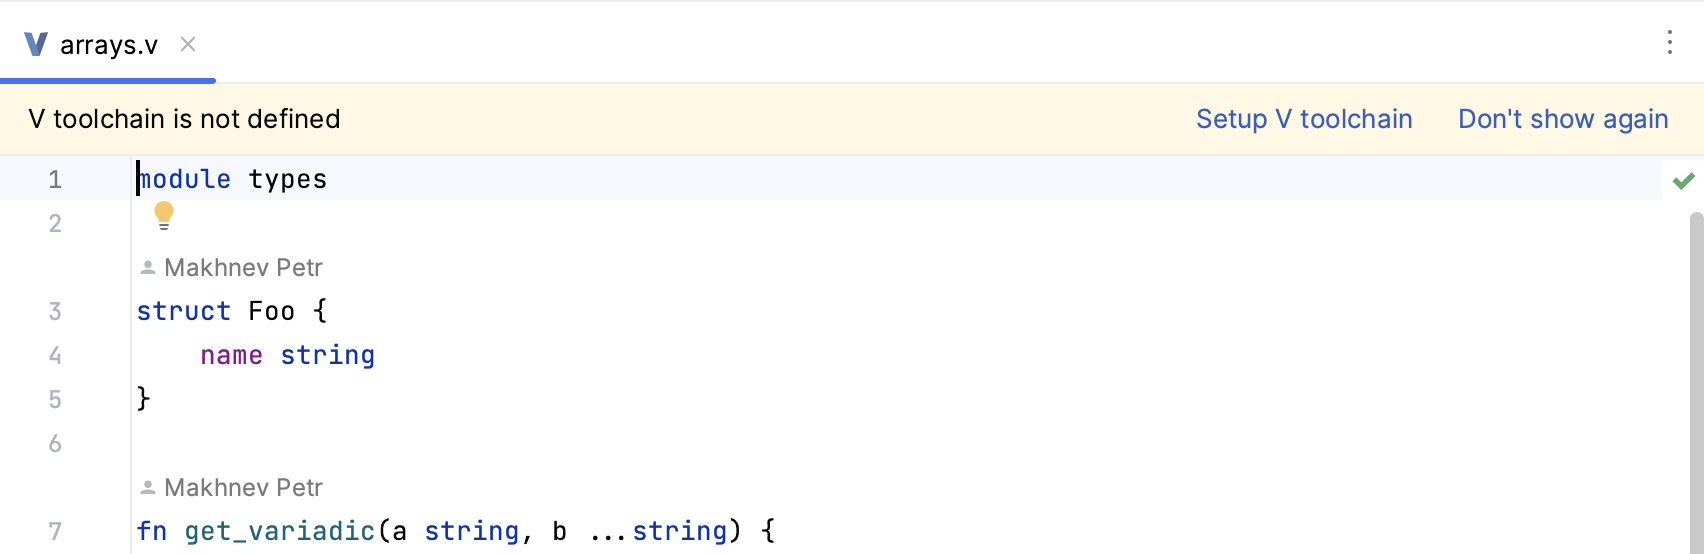 arrays.v
V toolchain is not defined Setup V toolchain Don't show again
1 module types
2
Makhnev Petr
3 struct Foo {
4 name string
5 }
6
Makhnev Petr
7 fn get_variadic(a string, b ...string) {